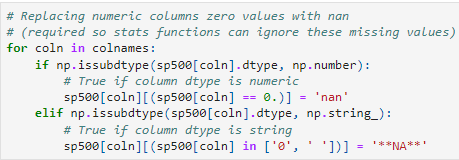 # Replacing numeric columns zero values with nan
# (required so stats functions can ignore these missing values)
for coln in colnames:
    if np.issubdtype(sp500[coln].dtype, np.number):
        # True if column dtype is numeric
        sp500[coln][(sp500[coln] == 0.)] = 'nan'
    elif np.issubdtype(sp500[coln].dtype, np.string_):
        # True if column dtype is string
        sp500[coln][(sp500[coln] in ['0', ' '])] = '**NA**'